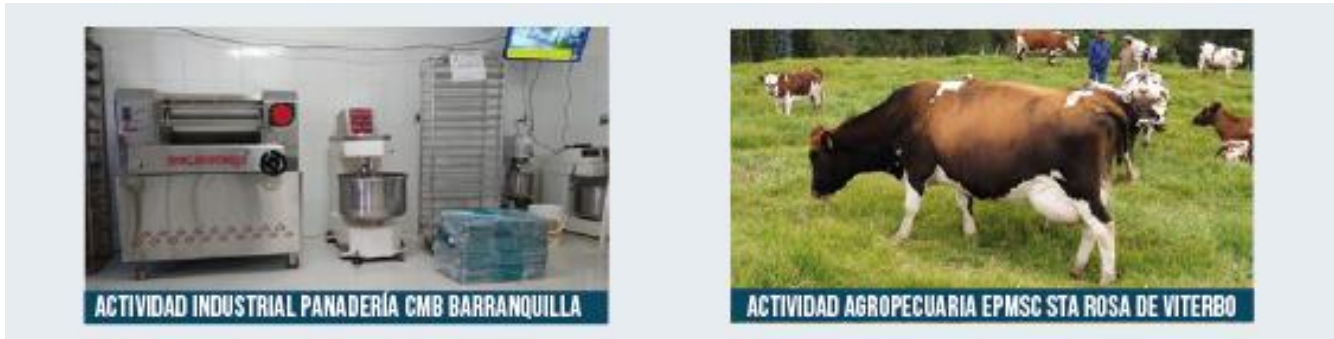 ACTIVIDAD INDUSTRIAL PANADERÍA CMB BARRANQUILLA
ACTIVIDAD AGROPECUARIA EPMSC STA ROSA DE VITERBO